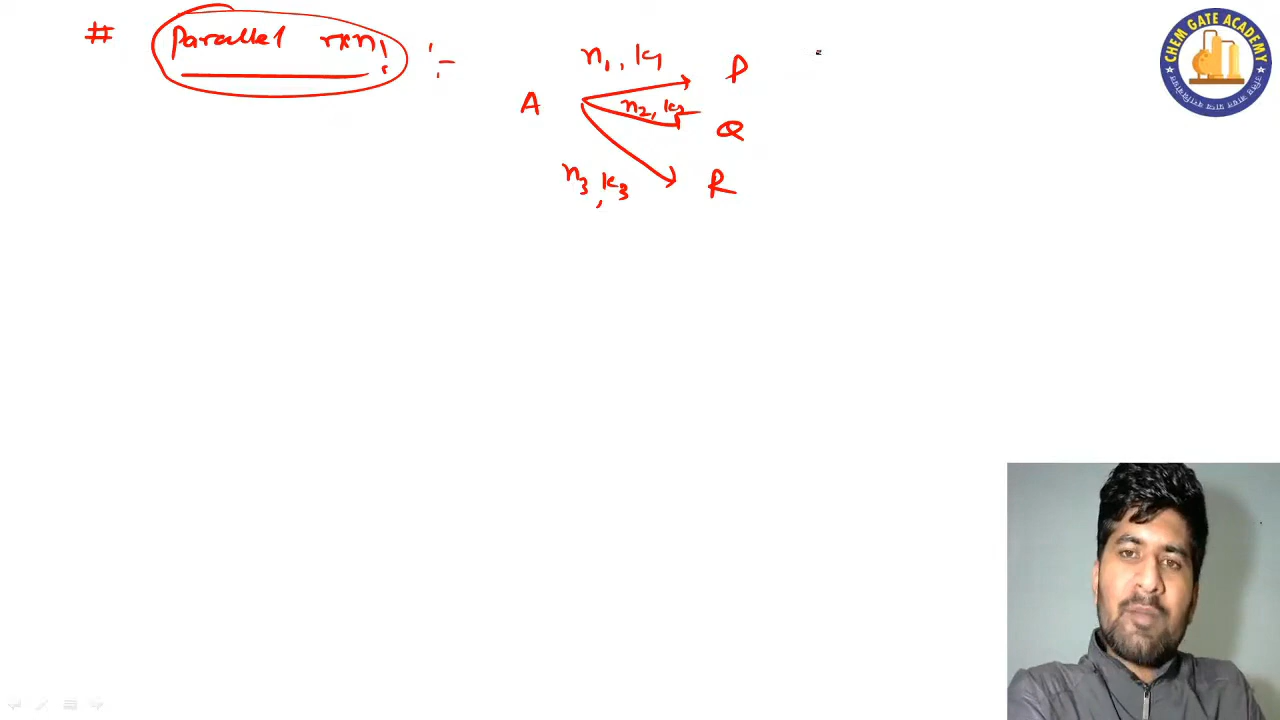 # Parallel rxn! :-
n1, k1
A P
n2, k2
Q
n3, k3 R
CHEM GATE ACADEMY